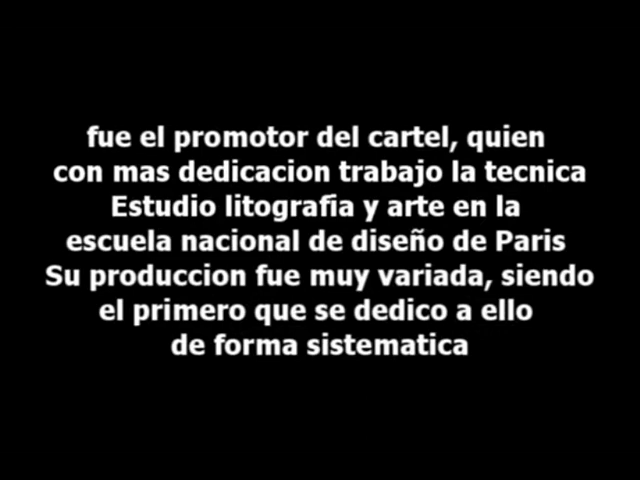 fue el promotor del cartel, quien
con mas dedicacion trabajo la tecnica
Estudio litografia y arte en la
escuela nacional de diseño de Paris
Su produccion fue muy variada, siendo
el primero que se dedico a ello
de forma sistematica